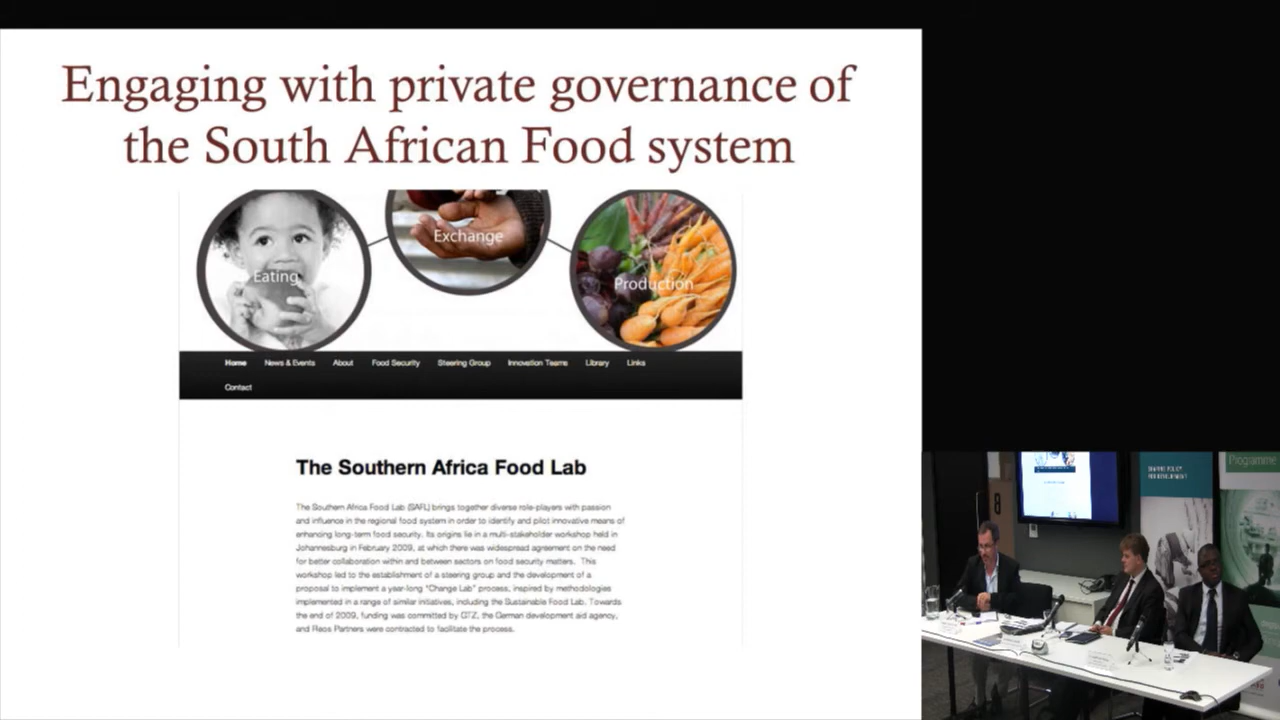 Engaging with private governance of
the South African Food system
Eating
Exchange
Production
Home News & Events About Food Security Steering Group Innovation Teams Library Links
Contact
The Southern Africa Food Lab
The Southern Africa Food Lab (SAFL) brings together diverse role-players with passion
and influence in the regional food system in order to identify and pilot innovative means of
enhancing long-term food security. Its origins lie in a multi-stakeholder workshop held in
Johannesburg in February 2009, at which there was widespread agreement on the need
for better collaboration within and between sectors on food security matters. This
workshop led to the establishment of a steering group and the development of a
proposal to implement a year-long "Change Lab" process, inspired by methodologies
implemented in a range of similar initiatives, including the Sustainable Food Lab. Towards
the end of 2009, funding was committed by GTZ, the German development aid agency,
and Reos Partners were contracted to facilitate the process.
Programme